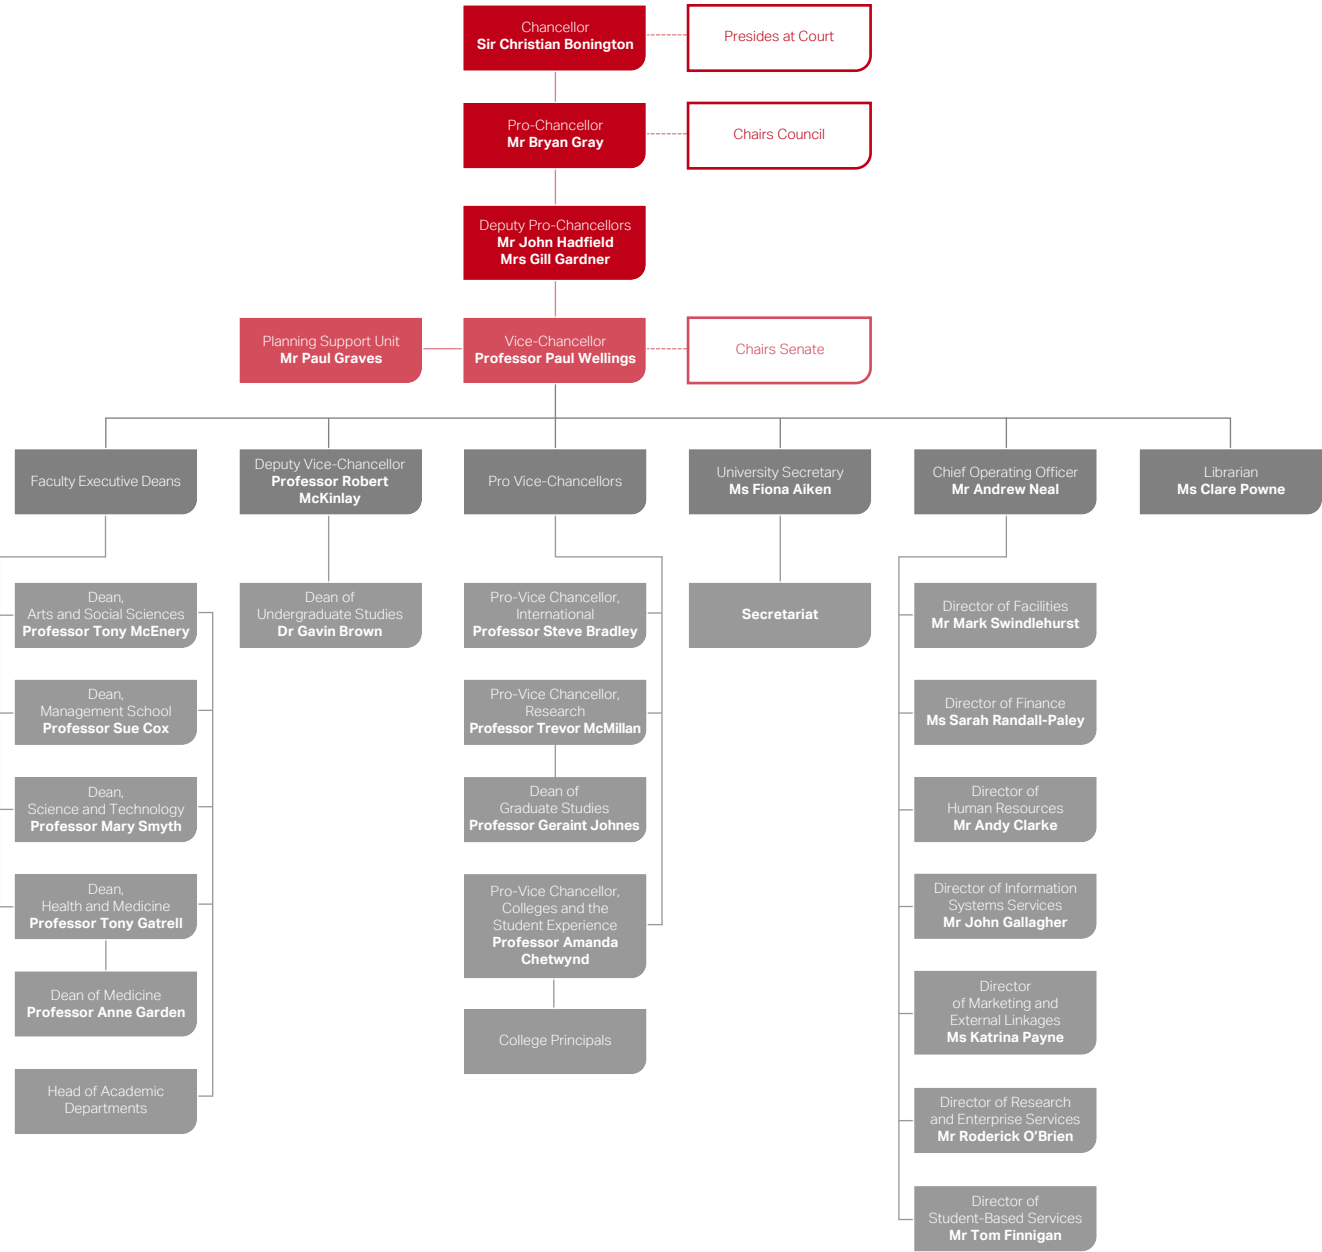 Chancellor
Sir Christian Bonington
Presides at Court
Pro-Chancellor
Mr Bryan Gray
Chairs Council
Deputy Pro-Chancellors
Mr John Hadfield
Mrs Gill Gardner
Planning Support Unit
Mr Paul Graves
Vice-Chancellor
Professor Paul Wellings
Chairs Senate
Faculty Executive Deans
Deputy Vice-Chancellor
Professor Robert
McKinlay
Pro Vice-Chancellors
University Secretary
Ms Fiona Aiken
Chief Operating Officer
Mr Andrew Neal
Librarian
Ms Clare Powne
Dean,
Arts and Social Sciences
Professor Tony McEnery
Dean,
Management School
Professor Sue Cox
Dean,
Science and Technology
Professor Mary Smyth
Dean,
Health and Medicine
Professor Tony Gatrell
Dean of Medicine
Professor Anne Garden
Head of Academic
Departments
Dean of
Undergraduate Studies
Dr Gavin Brown
Pro-Vice Chancellor,
International
Professor Steve Bradley
Pro-Vice Chancellor,
Research
Professor Trevor McMillan
Dean of
Graduate Studies
Professor Geraint Johnes
Pro-Vice Chancellor,
Colleges and the
Student Experience
Professor Amanda
Chetwynd
College Principals
Secretariat
Director of Facilities
Mr Mark Swindlehurst
Director of Finance
Ms Sarah Randall-Paley
Director of
Human Resources
Mr Andy Clarke
Director of Information
Systems Services
Mr John Gallagher
Director
of Marketing and
External Linkages
Ms Katrina Payne
Director of Research
and Enterprise Services
Mr Roderick O'Brien
Director of
Student-Based Services
Mr Tom Finnigan